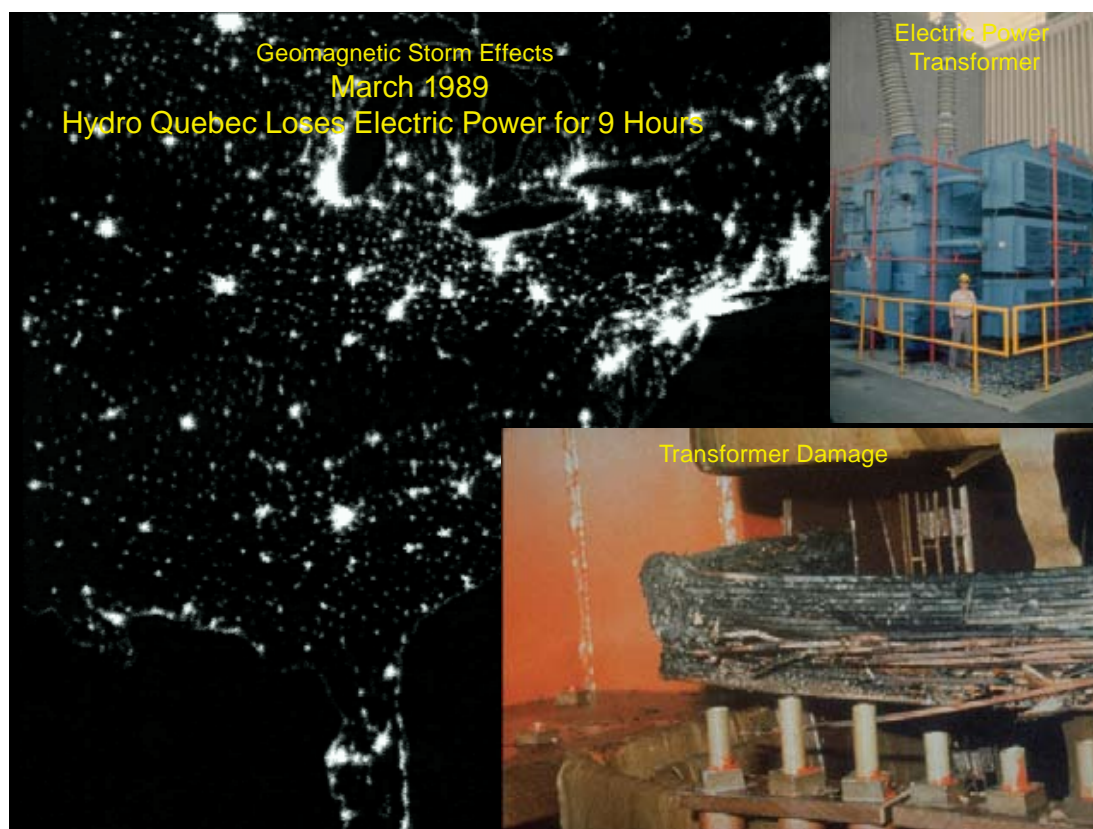 Geomagnetic Storm Effects
March 1989
Hydro Quebec Loses Electric Power for 9 Hours
Electric Power
Transformer
Transformer Damage